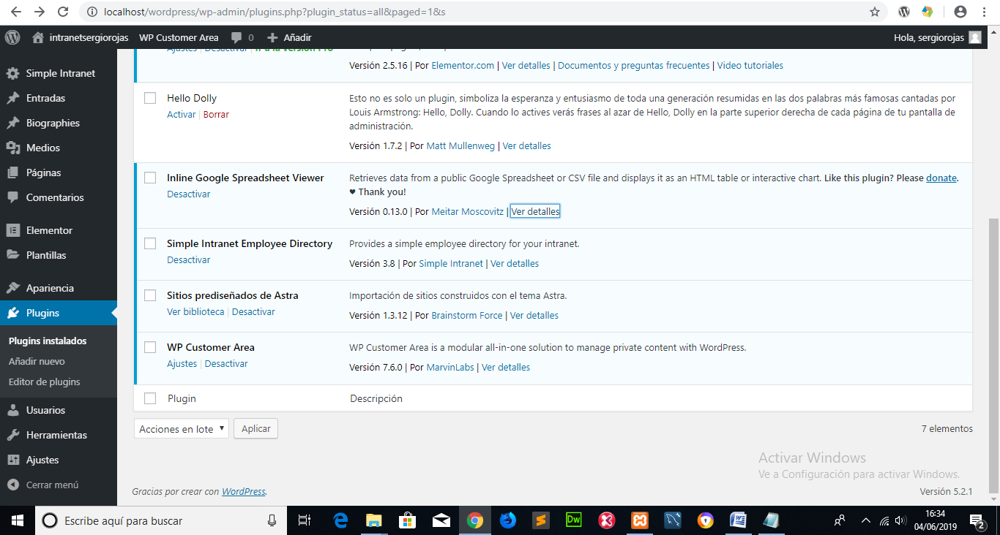 localhost/wordpress/wp-admin/plugins.php?plugin_status=all&paged=1&s
intranetsergiorojas WP Customer Area 0 Añadir Hola, sergiorojas
Ajustes | Desactivar | Ir a la versión Pro
Versión 2.5.16 | Por Elementor.com | Ver detalles | Documentos y preguntas frecuentes | Video tutoriales
Simple Intranet
Entradas
Biographies
Medios
Páginas
Comentarios
Elementor
Plantillas
Apariencia
Plugins
Plugins instalados
Añadir nuevo
Editor de plugins
Usuarios
Herramientas
Ajustes
Cerrar menú
Hello Dolly
Activar | Borrar
Esto no es solo un plugin, simboliza la esperanza y entusiasmo de toda una generación resumidas en las dos palabras más famosas cantadas por
Louis Armstrong: Hello, Dolly. Cuando lo actives verás frases al azar de Hello, Dolly en la parte superior derecha de cada página de tu pantalla de
administración.
Versión 1.7.2 | Por Matt Mullenweg | Ver detalles
Inline Google Spreadsheet Viewer
Desactivar
Retrieves data from a public Google Spreadsheet or CSV file and displays it as an HTML table or interactive chart. Like this plugin? Please donate.
♥ Thank you!
Versión 0.13.0 | Por Meitar Moscovitz | Ver detalles
Simple Intranet Employee Directory
Desactivar
Provides a simple employee directory for your intranet.
Versión 3.8 | Por Simple Intranet | Ver detalles
Sitios prediseñados de Astra
Ver biblioteca | Desactivar
Importación de sitios construidos con el tema Astra.
Versión 1.3.12 | Por Brainstorm Force | Ver detalles
WP Customer Area
Ajustes | Desactivar
WP Customer Area is a modular all-in-one solution to manage private content with WordPress.
Versión 7.6.0 | Por MarvinLabs | Ver detalles
Plugin Descripción
Acciones en lote Aplicar 7 elementos
Activar Windows
Ve a Configuración para activar Windows.
Gracias por crear con WordPress. Versión 5.2.1
Escribe aquí para buscar
Dw
16:34
04/06/2019
2